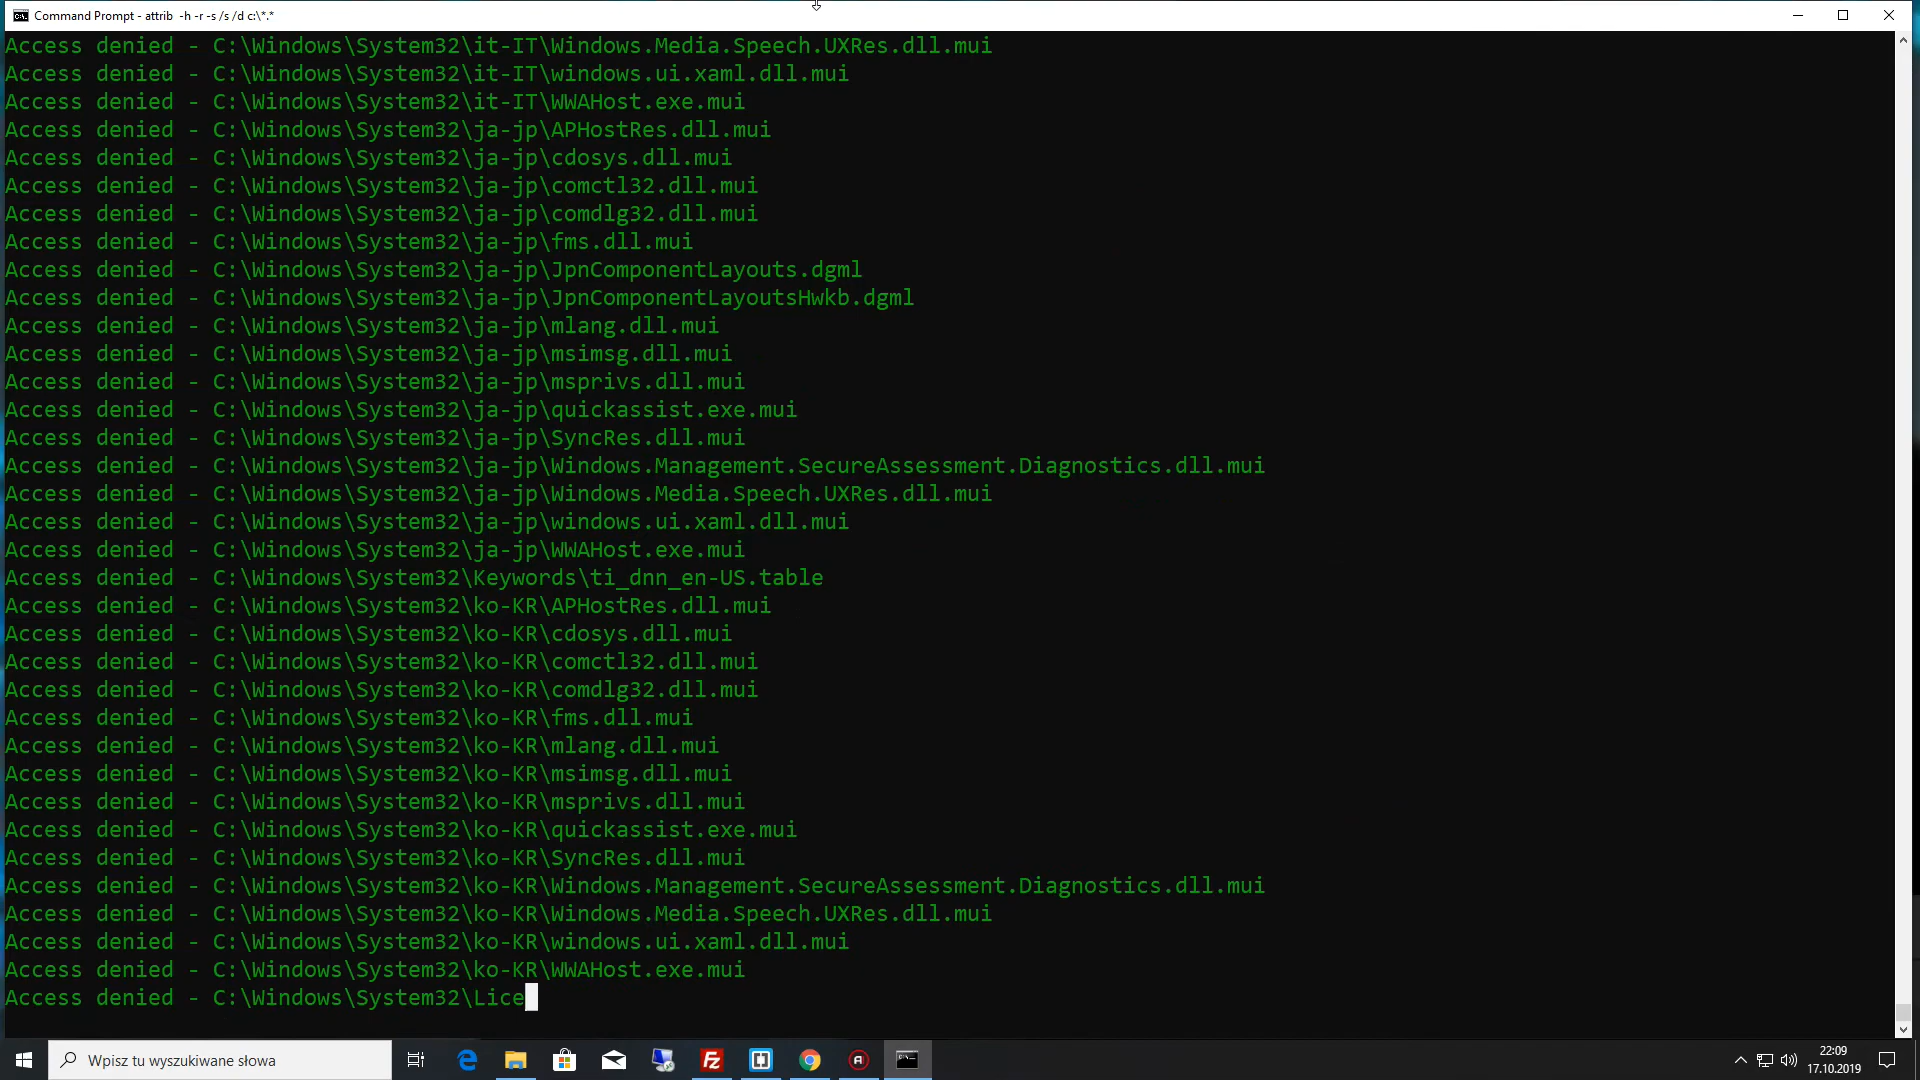 Command Prompt - attrib  -h -r -s /s /d c:\*.*
Access denied - C:\Windows\System32\it-IT\Windows.Media.Speech.UXRes.dll.mui
Access denied - C:\Windows\System32\it-IT\windows.ui.xaml.dll.mui
Access denied - C:\Windows\System32\it-IT\WWAHost.exe.mui
Access denied - C:\Windows\System32\ja-jp\APHostRes.dll.mui
Access denied - C:\Windows\System32\ja-jp\cdosys.dll.mui
Access denied - C:\Windows\System32\ja-jp\comctl32.dll.mui
Access denied - C:\Windows\System32\ja-jp\comdlg32.dll.mui
Access denied - C:\Windows\System32\ja-jp\fms.dll.mui
Access denied - C:\Windows\System32\ja-jp\JpnComponentLayouts.dgml
Access denied - C:\Windows\System32\ja-jp\JpnComponentLayoutsHwkb.dgml
Access denied - C:\Windows\System32\ja-jp\mlang.dll.mui
Access denied - C:\Windows\System32\ja-jp\msimsg.dll.mui
Access denied - C:\Windows\System32\ja-jp\msprivs.dll.mui
Access denied - C:\Windows\System32\ja-jp\quickassist.exe.mui
Access denied - C:\Windows\System32\ja-jp\SyncRes.dll.mui
Access denied - C:\Windows\System32\ja-jp\Windows.Management.SecureAssessment.Diagnostics.dll.mui
Access denied - C:\Windows\System32\ja-jp\Windows.Media.Speech.UXRes.dll.mui
Access denied - C:\Windows\System32\ja-jp\windows.ui.xaml.dll.mui
Access denied - C:\Windows\System32\ja-jp\WWAHost.exe.mui
Access denied - C:\Windows\System32\Keywords\ti_dnn_en-US.table
Access denied - C:\Windows\System32\ko-KR\APHostRes.dll.mui
Access denied - C:\Windows\System32\ko-KR\cdosys.dll.mui
Access denied - C:\Windows\System32\ko-KR\comctl32.dll.mui
Access denied - C:\Windows\System32\ko-KR\comdlg32.dll.mui
Access denied - C:\Windows\System32\ko-KR\fms.dll.mui
Access denied - C:\Windows\System32\ko-KR\mlang.dll.mui
Access denied - C:\Windows\System32\ko-KR\msimsg.dll.mui
Access denied - C:\Windows\System32\ko-KR\msprivs.dll.mui
Access denied - C:\Windows\System32\ko-KR\quickassist.exe.mui
Access denied - C:\Windows\System32\ko-KR\SyncRes.dll.mui
Access denied - C:\Windows\System32\ko-KR\Windows.Management.SecureAssessment.Diagnostics.dll.mui
Access denied - C:\Windows\System32\ko-KR\Windows.Media.Speech.UXRes.dll.mui
Access denied - C:\Windows\System32\ko-KR\windows.ui.xaml.dll.mui
Access denied - C:\Windows\System32\ko-KR\WWAHost.exe.mui
Access denied - C:\Windows\System32\Lice
Wpisz tu wyszukiwane słowa
22:09
17.10.2019